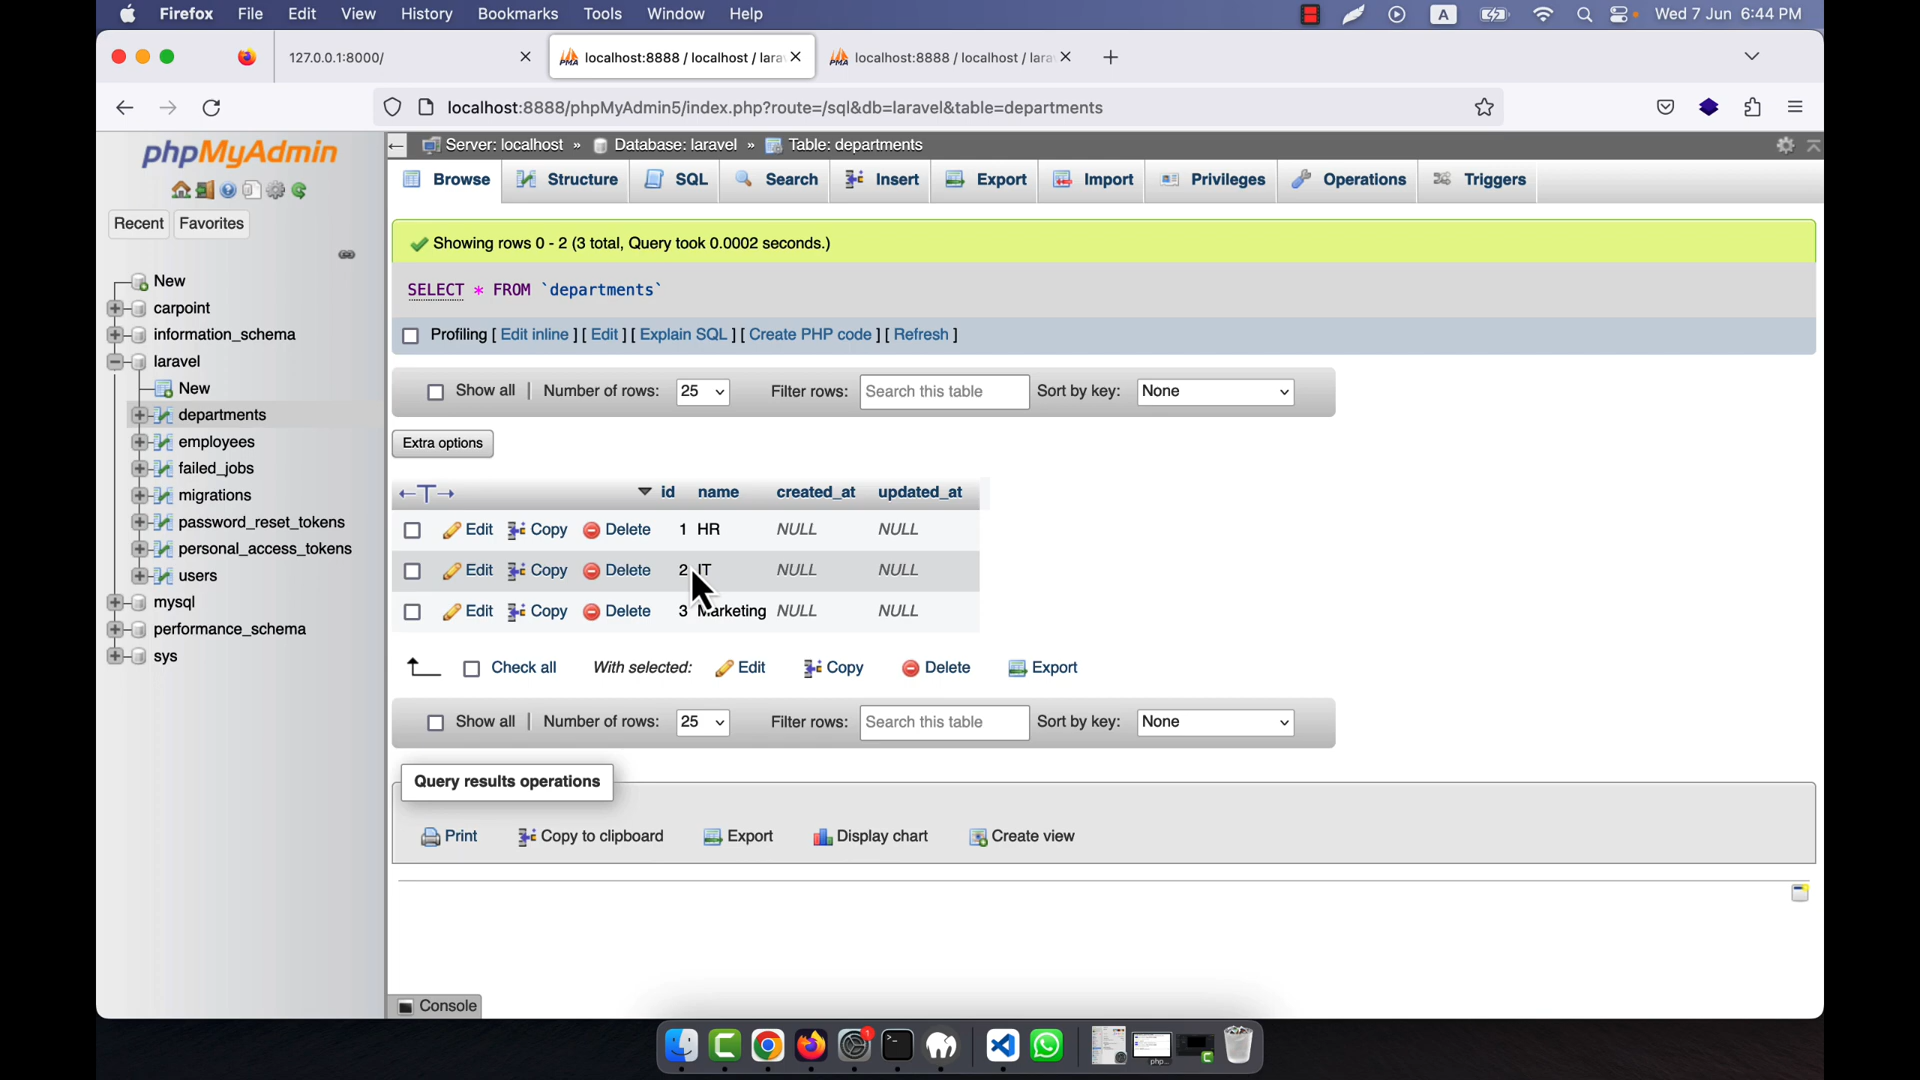 Firefox File Edit View History Bookmarks Tools Window Help A Wed 7 Jun 6:44 PM
127.0.0.1:8000/ localhost:8888 / localhost / lara localhost:8888 / localhost / lara
localhost:8888/phpMyAdmin5/index.php?route=/sql&db=laravel&table=departments
phpMyAdmin
Recent Favorites
New
carpoint
information_schema
laravel
New
departments
employees
failed_jobs
migrations
password_reset_tokens
personal_access_tokens
users
mysql
performance_schema
sys
Server: localhost » Database: laravel » Table: departments
Browse Structure SQL Search Insert Export Import Privileges Operations Triggers
Showing rows 0 - 2 (3 total, Query took 0.0002 seconds.)
SELECT * FROM `departments`
Profiling [ Edit inline ] [ Edit ] [ Explain SQL ] [ Create PHP code ] [ Refresh ]
Show all | Number of rows: 25 Filter rows: Search this table Sort by key: None
Extra options
id name created_at updated_at
Edit Copy Delete 1 HR NULL NULL
Edit Copy Delete 2 IT NULL NULL
Edit Copy Delete 3 Marketing NULL NULL
Check all With selected: Edit Copy Delete Export
Show all | Number of rows: 25 Filter rows: Search this table Sort by key: None
Query results operations
Print Copy to clipboard Export Display chart Create view
Console